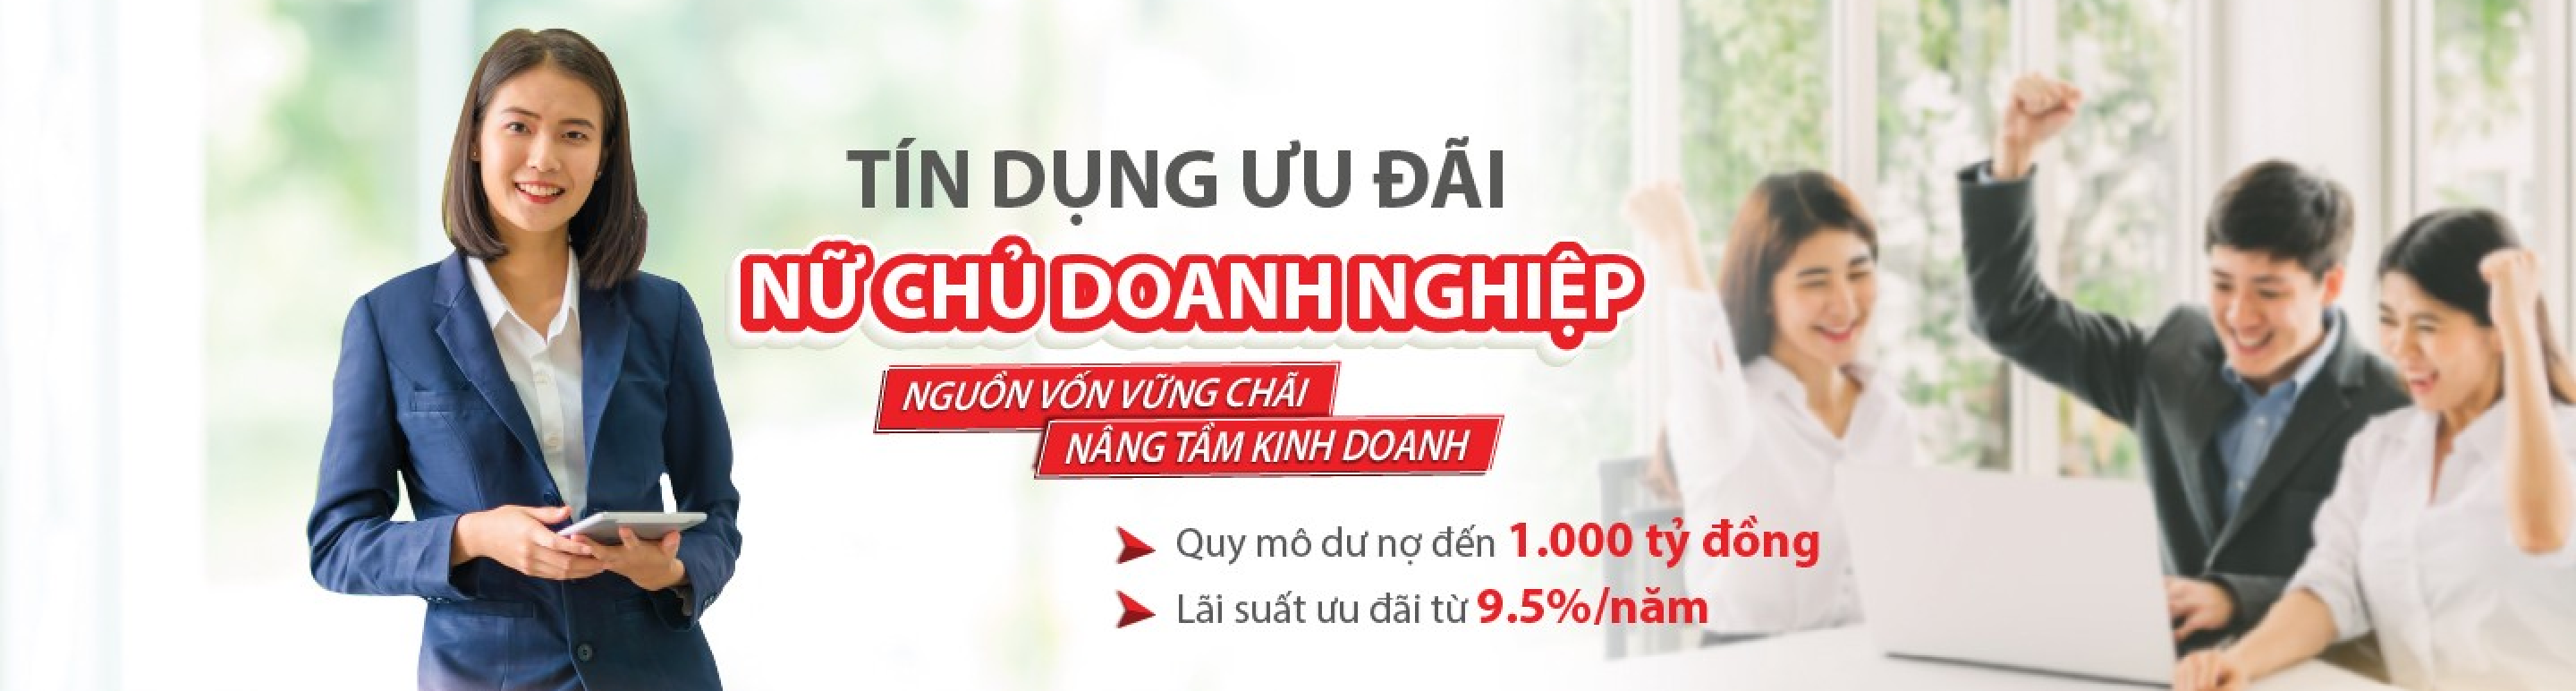 TÍN DỤNG ƯU ĐÃI
NỮ CHỦ DOANH NGHIỆP
NGUỒN VỐN VỮNG CHÃI
NÂNG TẦM KINH DOANH
Quy mô dư nợ đến 1.000 tỷ đồng
Lãi suất ưu đãi từ 9.5%/năm